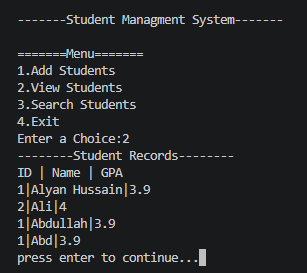 -------Student Managment System-------
=======Menu=======
1.Add Students
2.View Students
3.Search Students
4.Exit
Enter a Choice:2
--------Student Records--------
ID | Name | GPA
1|Alyan Hussain|3.9
2|Ali|4
1|Abdullah|3.9
1|Abd|3.9
press enter to continue...